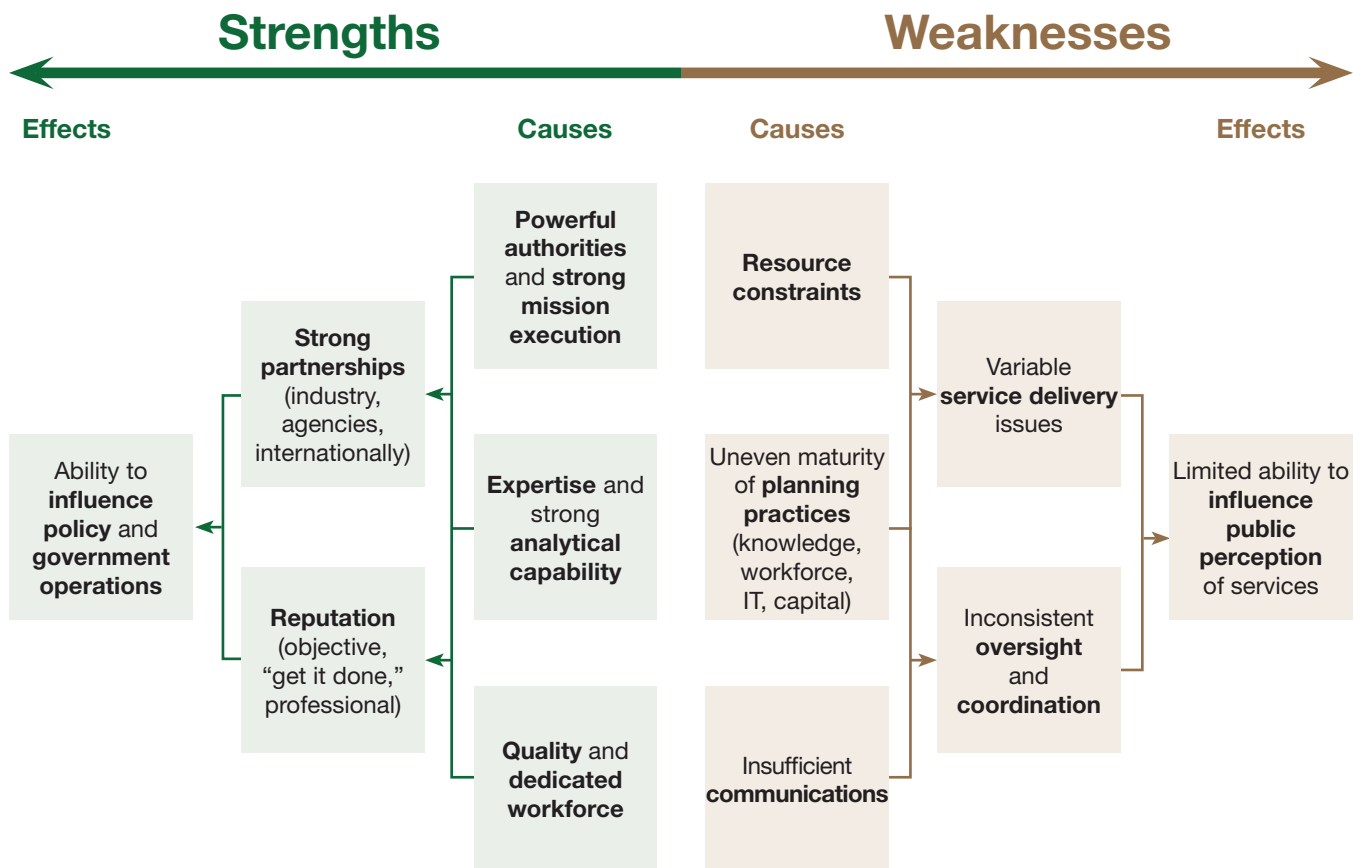 Strengths
Weaknesses
Effects
Causes
Causes
Effects
Powerful
authorities
and strong
mission
execution
Strong
partnerships
(industry,
agencies,
internationally)
Ability to
influence
policy and
government
operations
Expertise and
strong
analytical
capability
Reputation
(objective,
“get it done,”
professional)
Quality and
dedicated
workforce
Resource
constraints
Variable
service delivery
issues
Uneven maturity
of planning
practices
(knowledge,
workforce,
IT, capital)
Limited ability to
influence
public
perception
of services
Inconsistent
oversight
and
coordination
Insufficient
communications